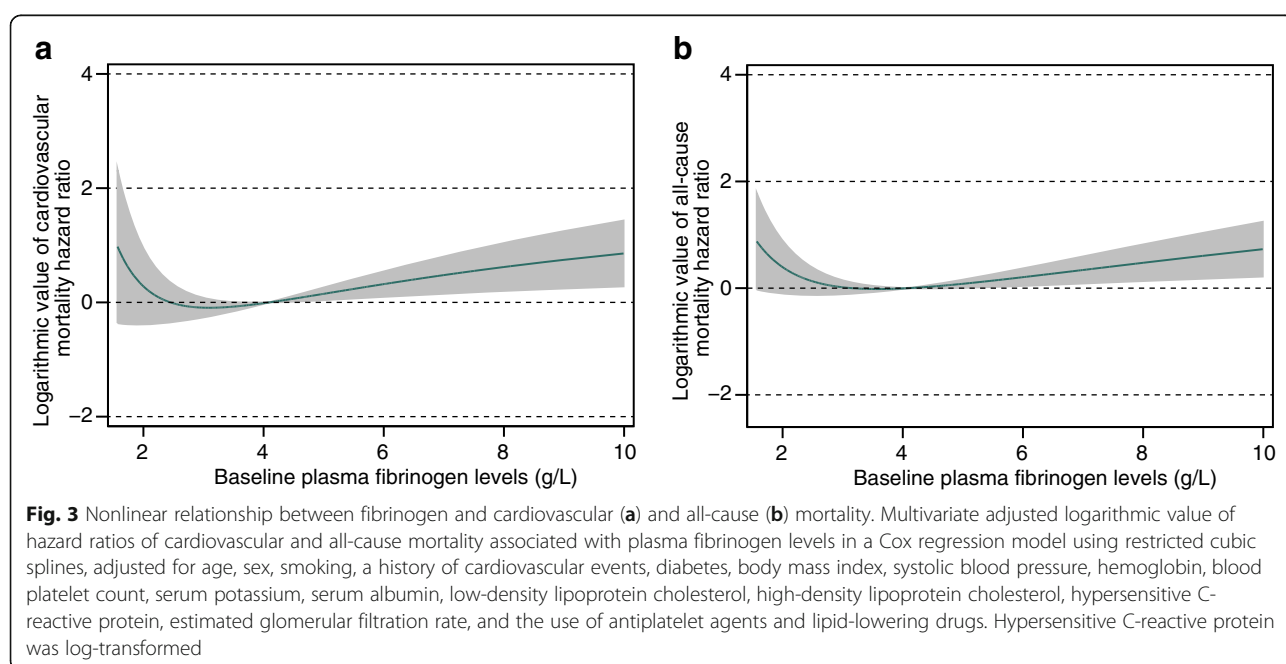 a
b
4
2
0
−2
Logarithmic value of cardiovascular
mortality hazard ratio
2
4
6
8
10
Baseline plasma fibrinogen levels (g/L)
4
2
0
−2
Logarithmic value of all-cause
mortality hazard ratio
2
4
6
8
10
Baseline plasma fibrinogen levels (g/L)
Fig. 3 Nonlinear relationship between fibrinogen and cardiovascular (a) and all-cause (b) mortality. Multivariate adjusted logarithmic value of
hazard ratios of cardiovascular and all-cause mortality associated with plasma fibrinogen levels in a Cox regression model using restricted cubic
splines, adjusted for age, sex, smoking, a history of cardiovascular events, diabetes, body mass index, systolic blood pressure, hemoglobin, blood
platelet count, serum potassium, serum albumin, low-density lipoprotein cholesterol, high-density lipoprotein cholesterol, hypersensitive C-
reactive protein, estimated glomerular filtration rate, and the use of antiplatelet agents and lipid-lowering drugs. Hypersensitive C-reactive protein
was log-transformed